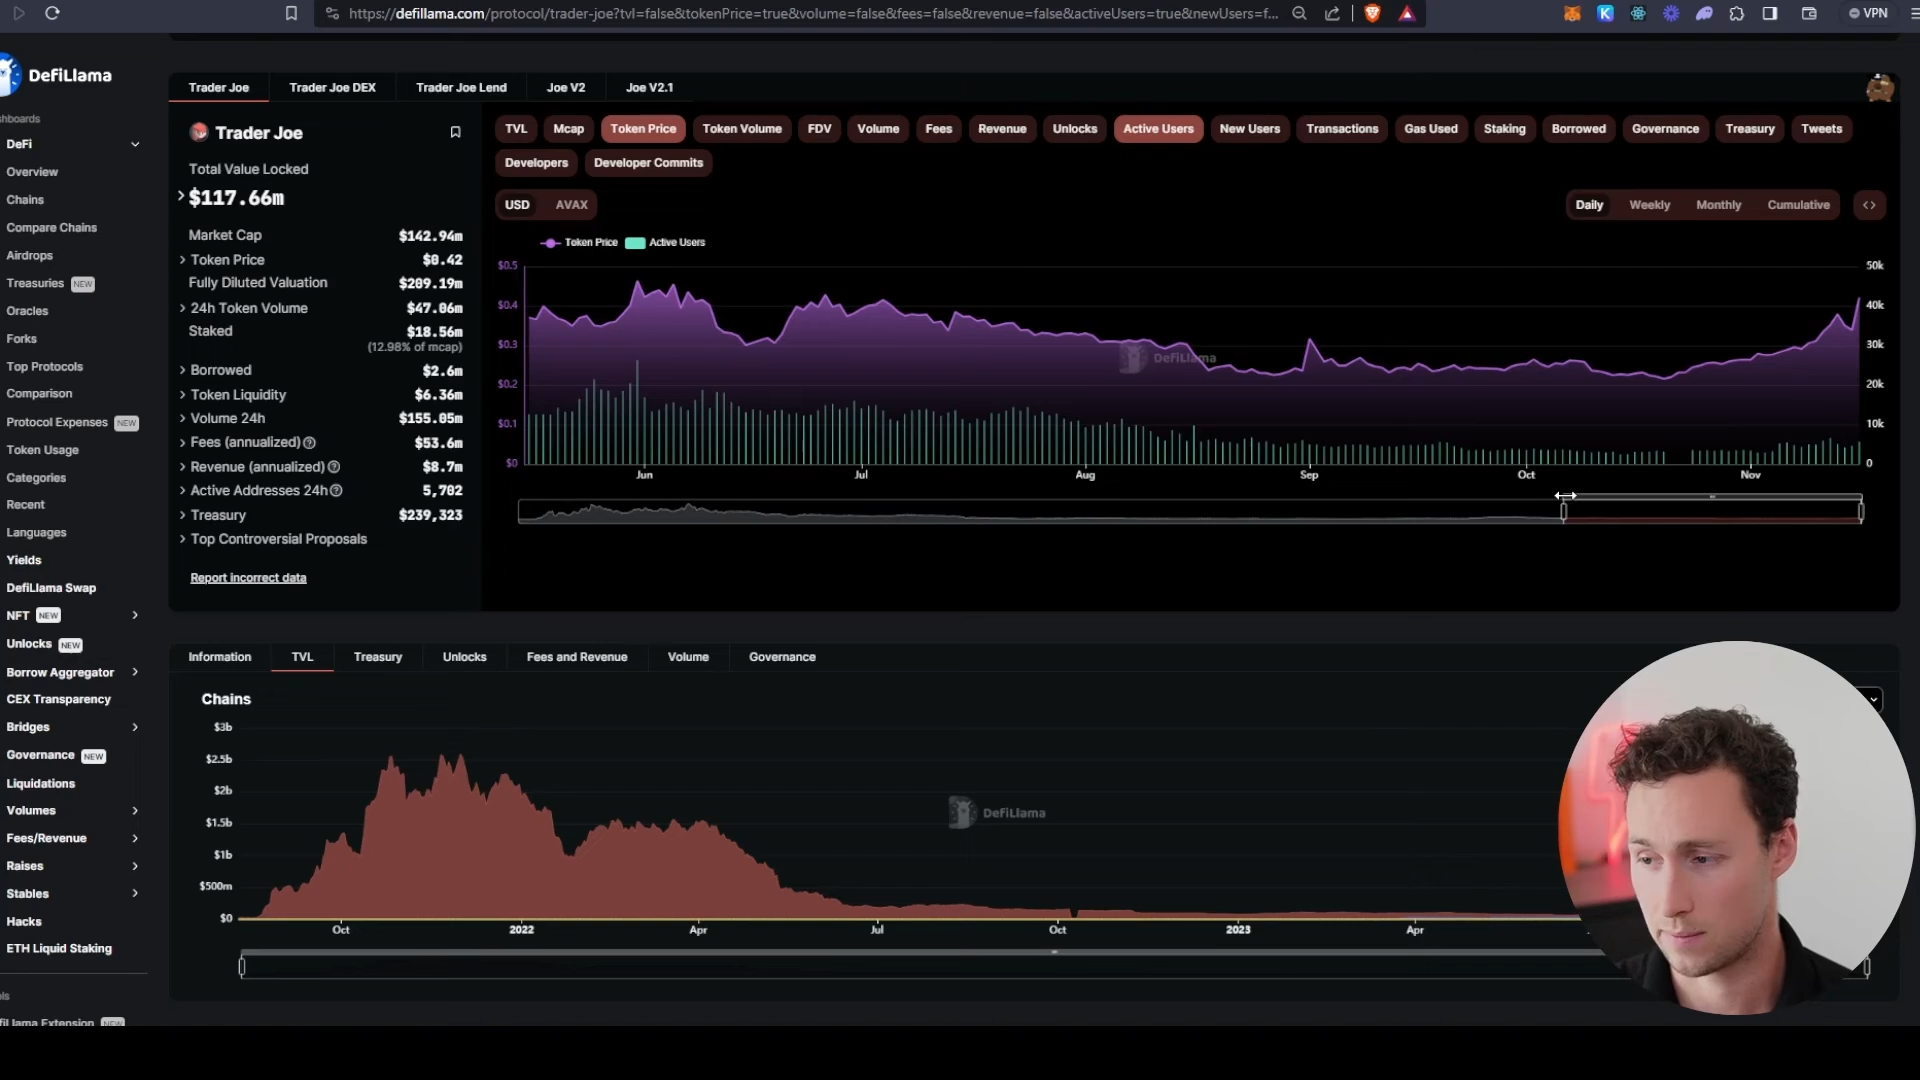 https://defillama.com/protocol/trader-joe?tvl=false&tokenPrice=true&volume=false&fees=false&revenue=false&activeUsers=true&newUsers=f...
VPN
DefiLlama
DeFi
Overview
Chains
Compare Chains
Airdrops
Treasuries NEW
Oracles
Forks
Top Protocols
Comparison
Protocol Expenses NEW
Token Usage
Categories
Recent
Languages
Yields
DefiLlama Swap
NFT NEW
Unlocks NEW
Borrow Aggregator
CEX Transparency
Bridges
Governance NEW
Liquidations
Volumes
Fees/Revenue
Raises
Stables
Hacks
ETH Liquid Staking
Trader Joe Trader Joe DEX Trader Joe Lend Joe V2 Joe V2.1
Trader Joe
Total Value Locked
$117.66m
Market Cap $142.94m
Token Price $0.42
Fully Diluted Valuation $209.19m
24h Token Volume $47.06m
Staked $18.56m
(12.98% of mcap)
Borrowed $2.6m
Token Liquidity $6.36m
Volume 24h $155.05m
Fees (annualized) $53.6m
Revenue (annualized) $8.7m
Active Addresses 24h 5,702
Treasury $239,323
Top Controversial Proposals
Report incorrect data
TVL Mcap Token Price Token Volume FDV Volume Fees Revenue Unlocks Active Users New Users Transactions Gas Used Staking Borrowed Governance Treasury Tweets
Developers Developer Commits
USD AVAX
Daily Weekly Monthly Cumulative
Token Price Active Users
$0.5 50k
$0.4 40k
$0.3 30k
$0.2 20k
$0.1 10k
$0 0
DefiLlama
Jun Jul Aug Sep Oct Nov
Information TVL Treasury Unlocks Fees and Revenue Volume Governance
Chains
$3b
$2.5b
$2b
$1.5b
$1b
$500m
$0
DefiLlama
Oct 2022 Apr Jul Oct 2023 Apr